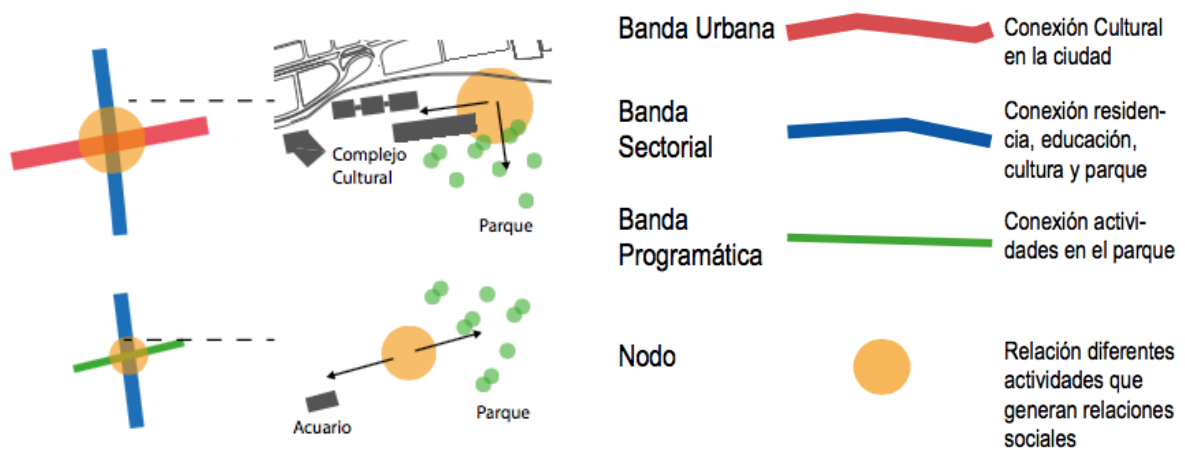 Complejo
Cultural
Parque
Acuario
Parque
Banda Urbana
Conexión Cultural
en la ciudad
Banda
Sectorial
Conexión residen-
cia, educación,
cultura y parque
Banda
Programática
Conexión activi-
dades en el parque
Nodo
Relación diferentes
actividades que
generan relaciones
sociales